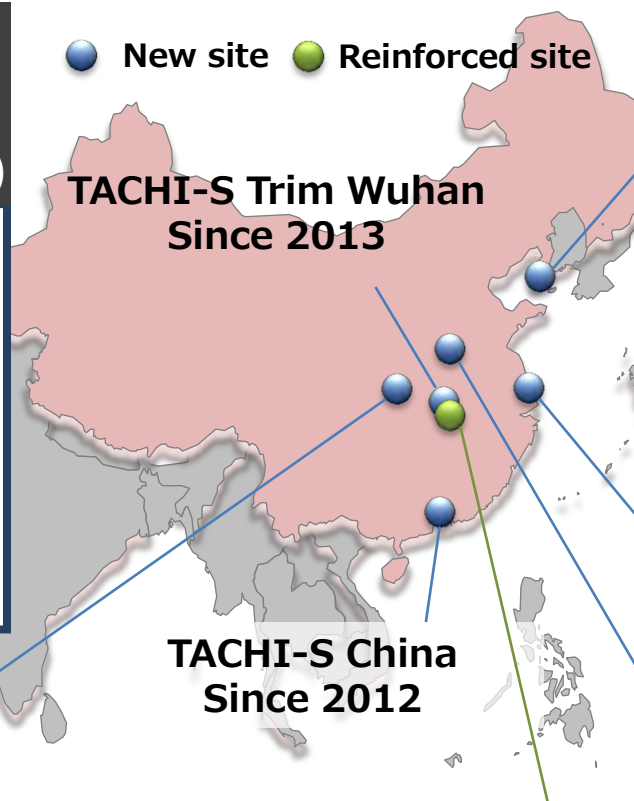 New site
Reinforced site
TACHI-S Trim Wuhan
Since 2013
TACHI-S China
Since 2012